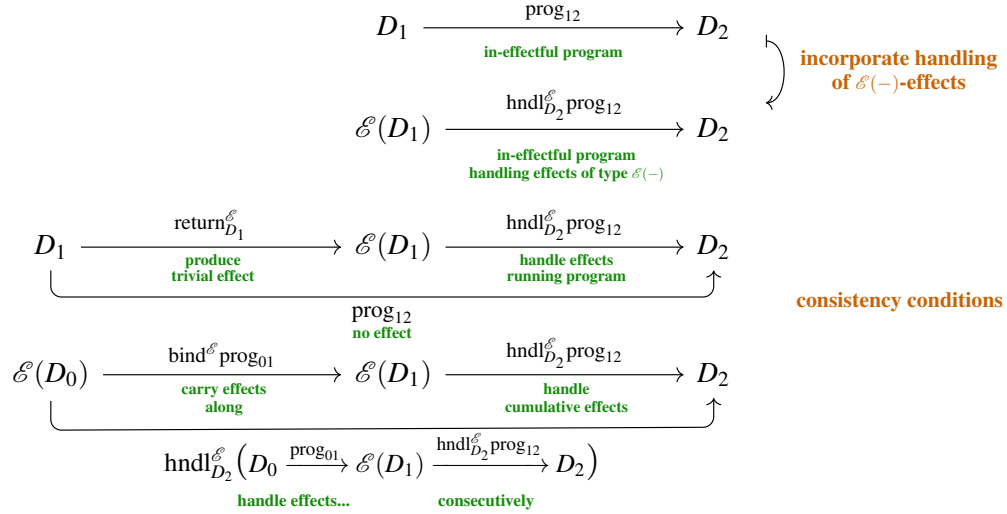 prog₁₂
D₁ ⟶ D₂
in-effectful program
incorporate handling
of ℰ(−)-effects
hndl^ℰ_{D₂} prog₁₂
ℰ(D₁) ⟶ D₂
in-effectful program
handling effects of type ℰ(−)
return^ℰ_{D₁} hndl^ℰ_{D₂} prog₁₂
D₁ ⟶ ℰ(D₁) ⟶ D₂
produce handle effects
trivial effect running program
consistency conditions
prog₁₂
no effect
bind^ℰ prog₀₁ hndl^ℰ_{D₂} prog₁₂
ℰ(D₀) ⟶ ℰ(D₁) ⟶ D₂
carry effects handle
along cumulative effects
prog₀₁ hndl^ℰ_{D₂} prog₁₂
hndl^ℰ_{D₂} (D₀ ⟶ ℰ(D₁) ⟶ D₂)
handle effects... consecutively